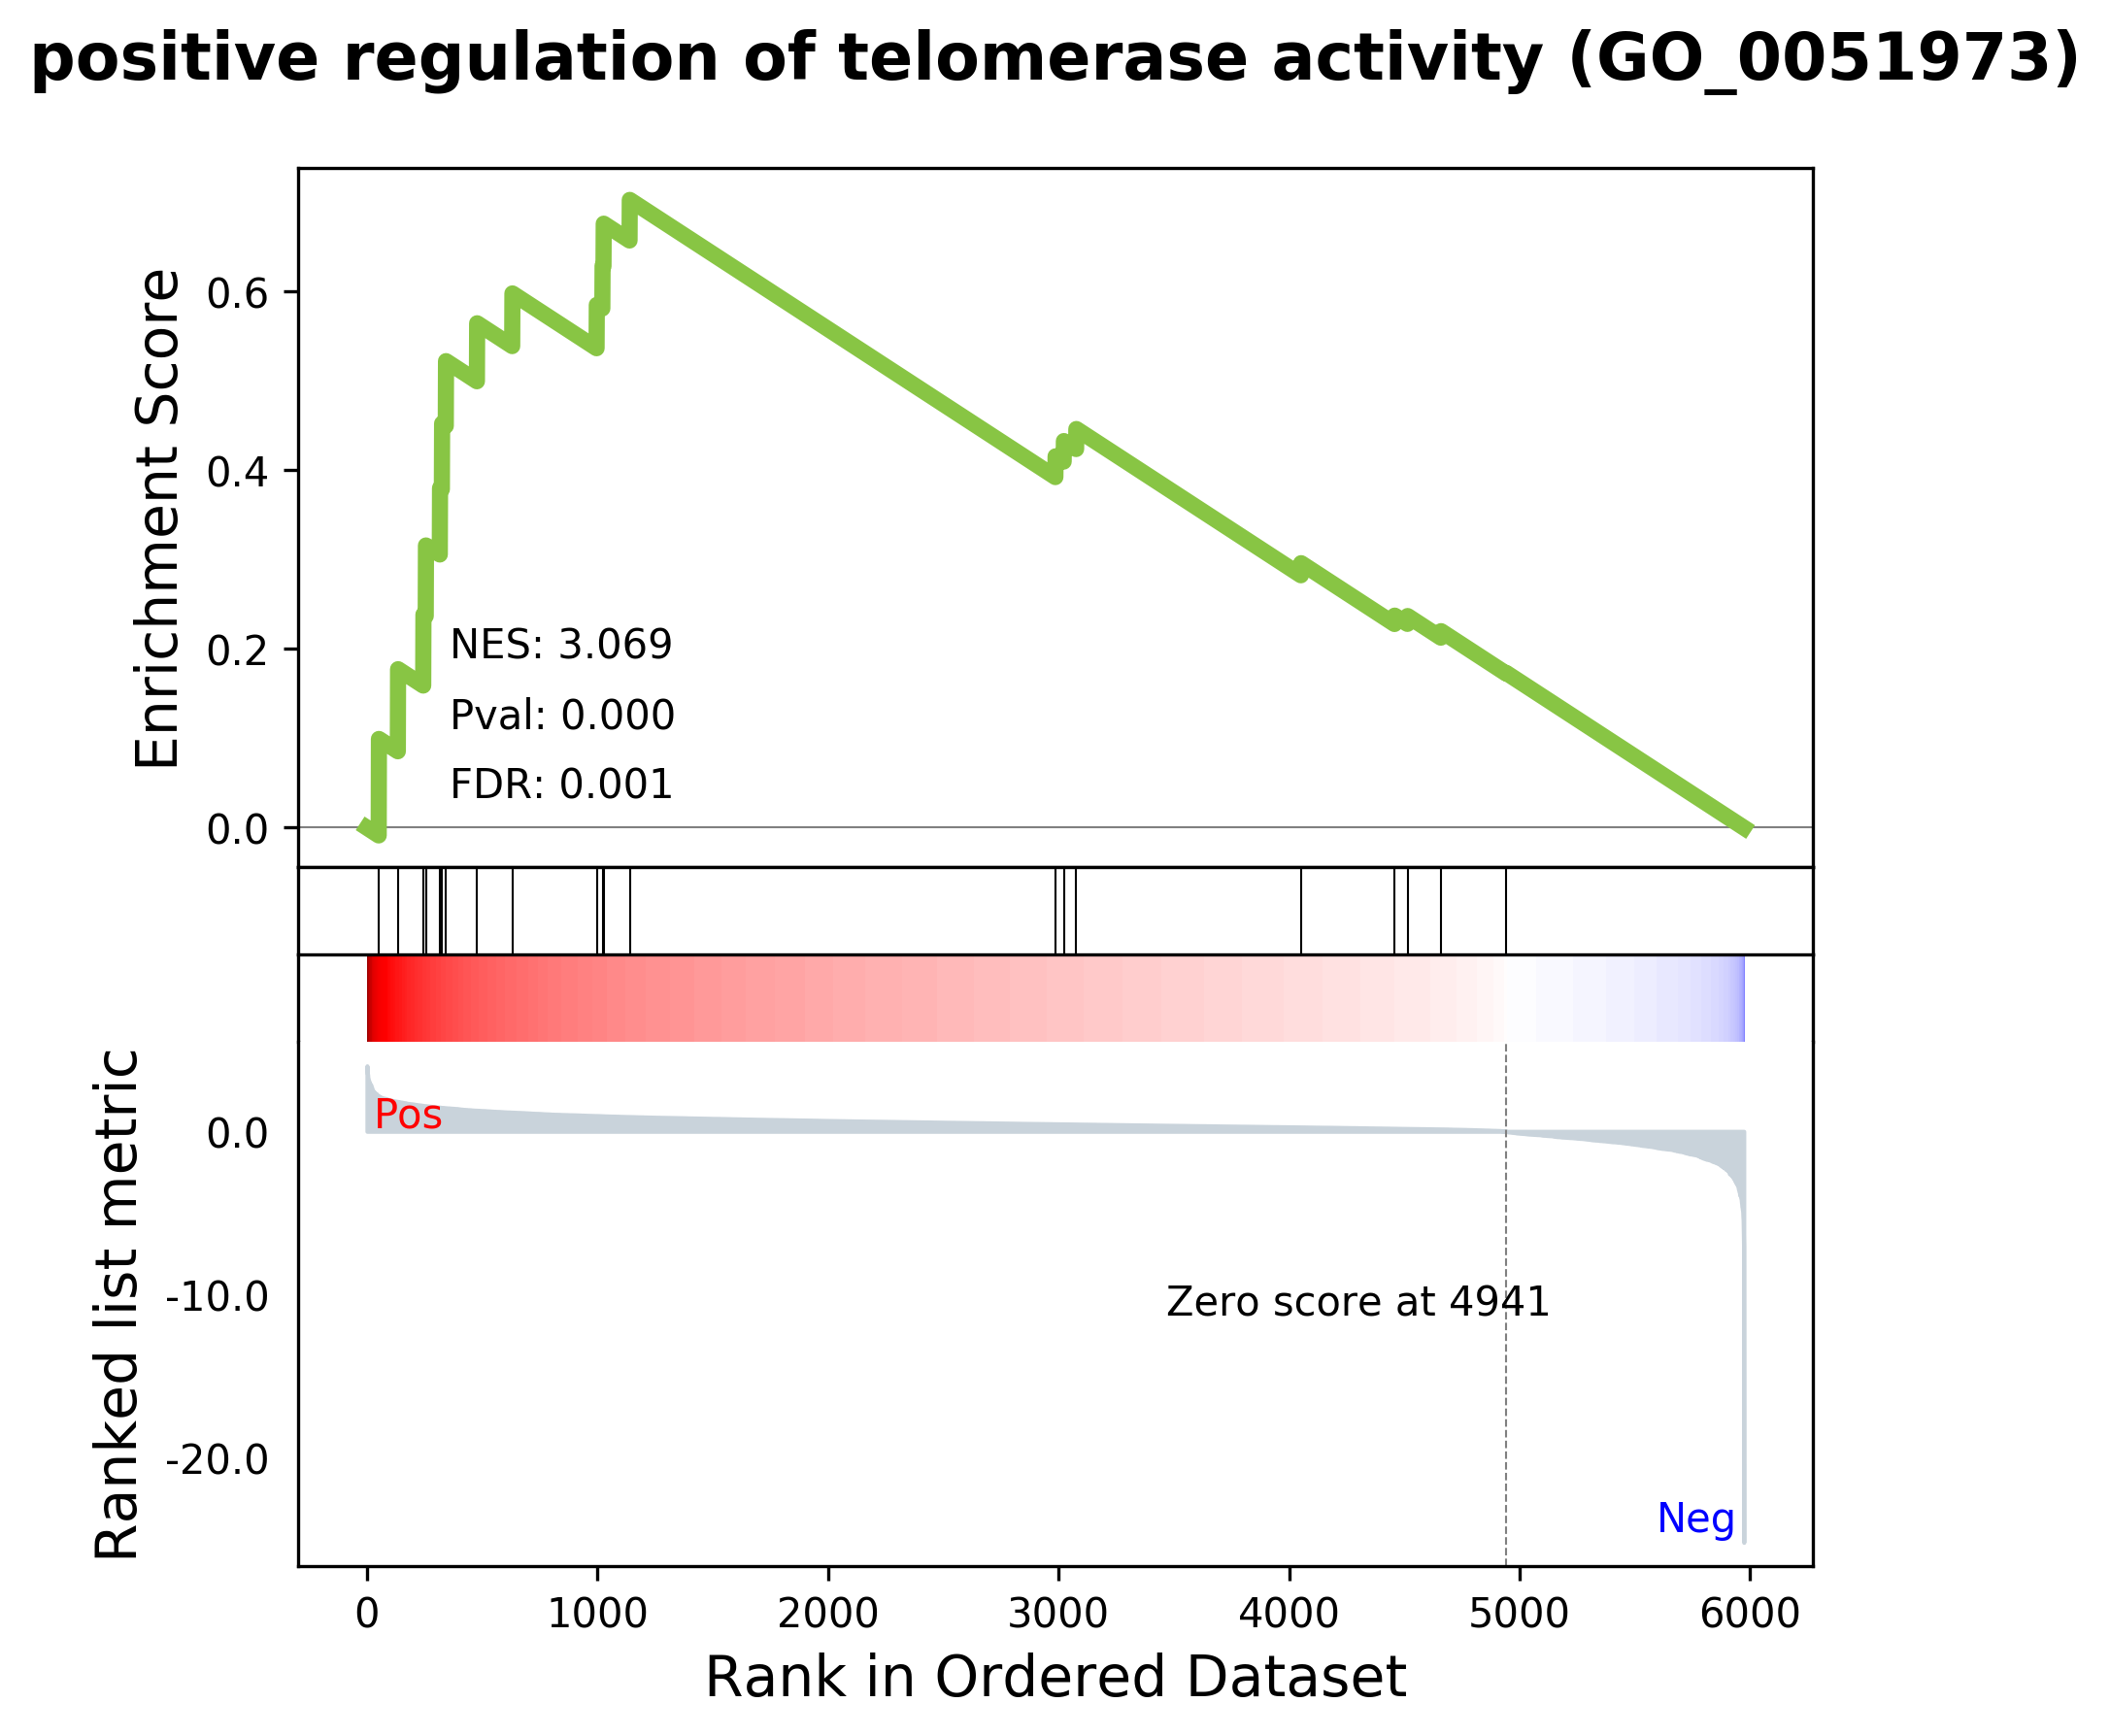 positive regulation of telomerase activity (GO_0051973)
Enrichment Score
0.6
0.4
0.2
0.0
NES: 3.069
Pval: 0.000
FDR: 0.001
Ranked list metric
0.0
-10.0
-20.0
Pos
Zero score at 4941
Neg
0 1000 2000 3000 4000 5000 6000
Rank in Ordered Dataset